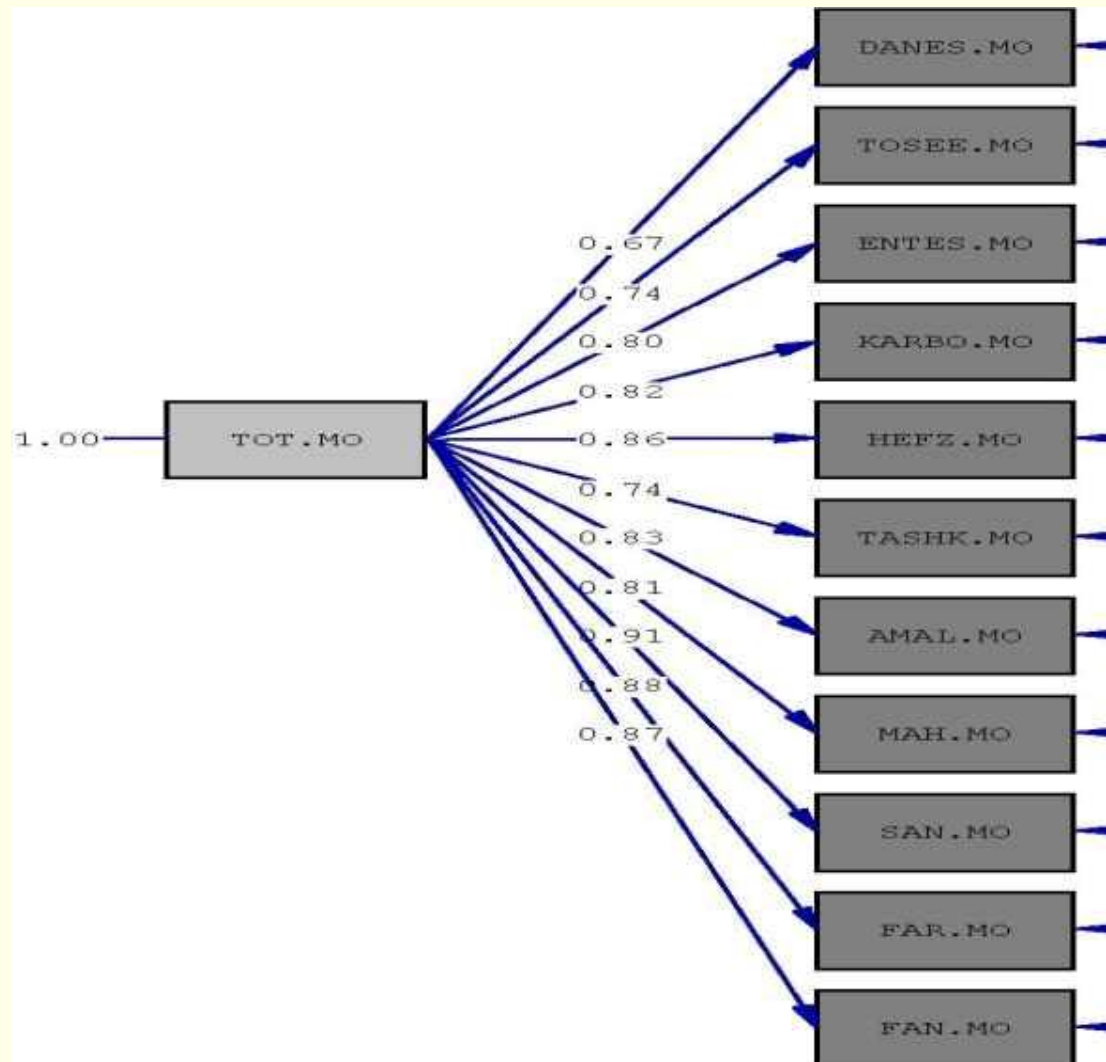 DANES.MO
TOSEE.MO
0.67
ENTES.MO
0.74
0.80
KARBO.MO
0.82
1.00
TOT.MO
0.86
HEFZ.MO
0.74
TASHK.MO
0.83
0.81
AMAL.MO
0.91
0.88
MAH.MO
0.87
SAN.MO
FAR.MO
FAN.MO